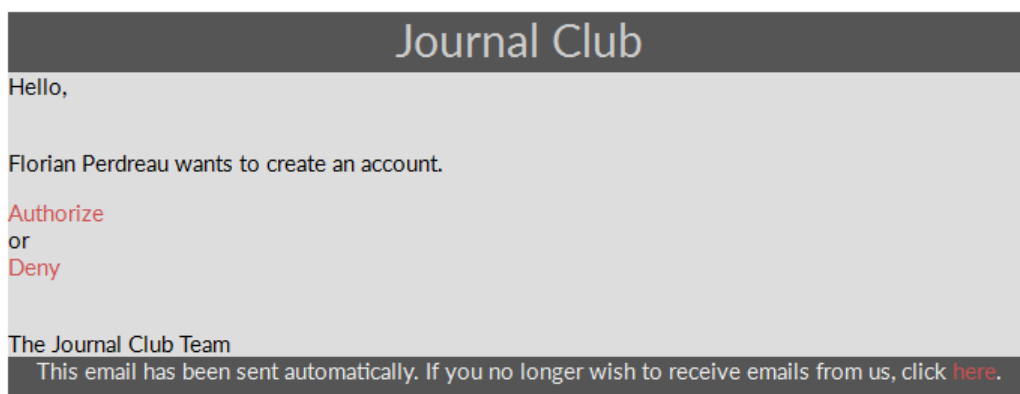 Journal Club
Hello,
Florian Perdreau wants to create an account.
Authorize
or
Deny
The Journal Club Team
This email has been sent automatically. If you no longer wish to receive emails from us, click here.